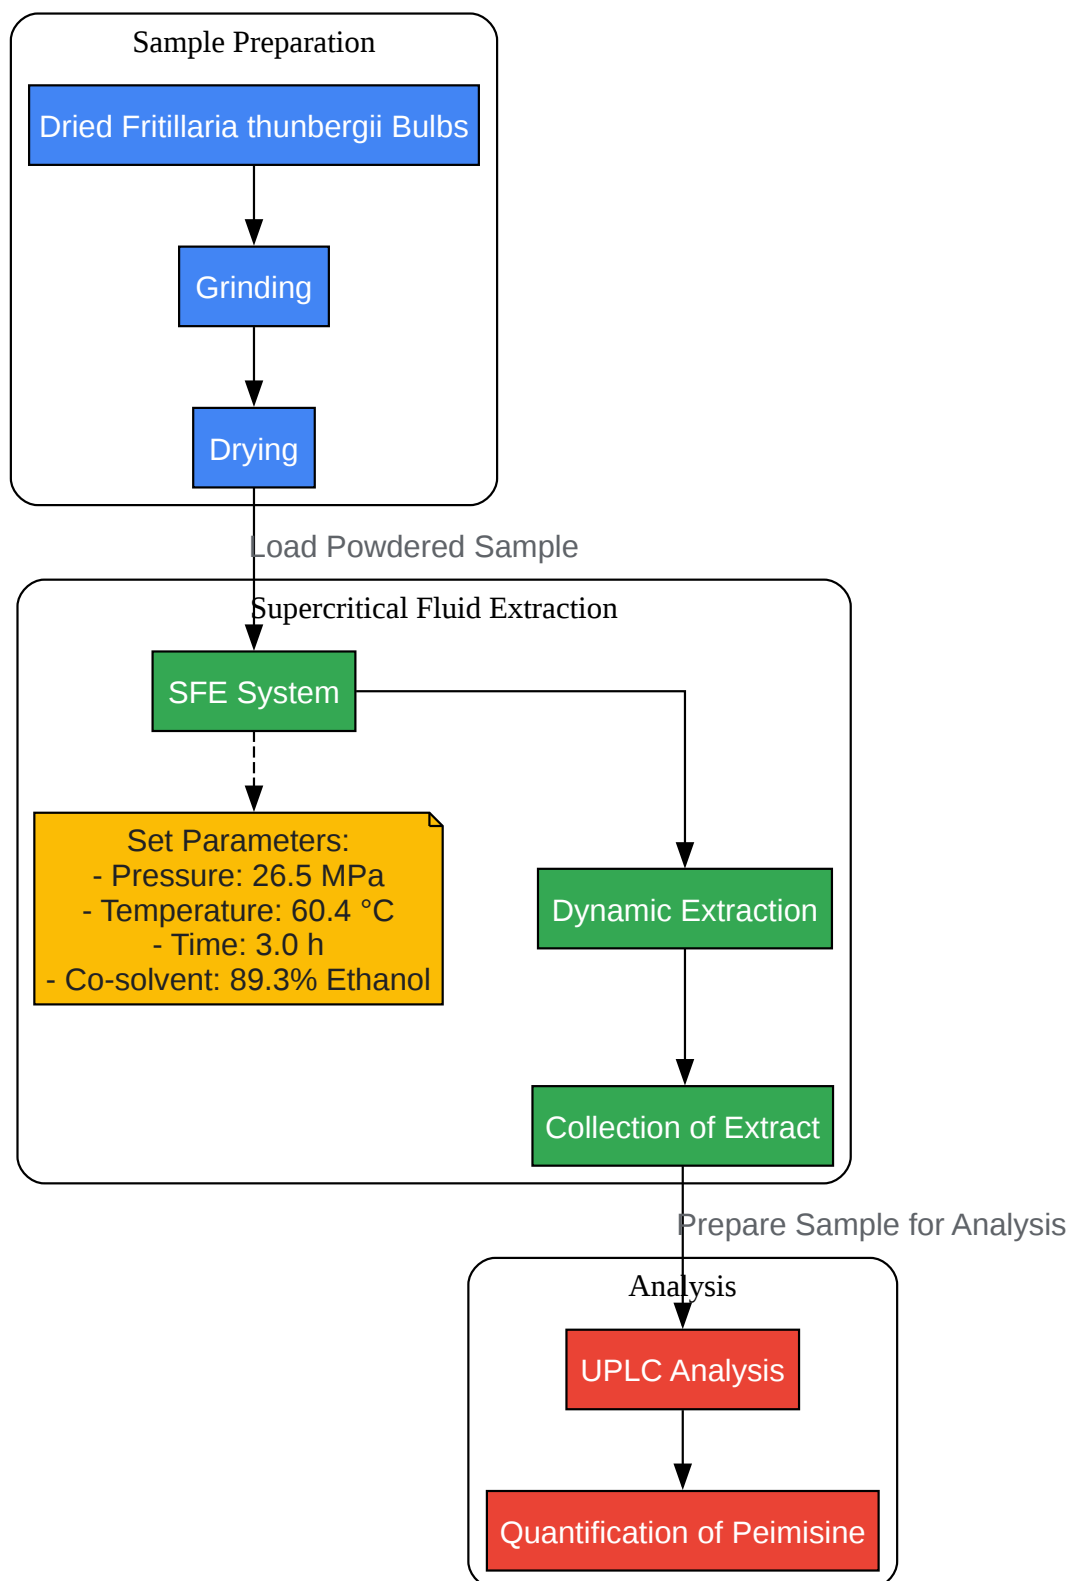 Sample Preparation
Dried Fritillaria thunbergii Bulbs
Grinding
Drying
Load Powdered Sample
Supercritical Fluid Extraction
SFE System
Set Parameters:
- Pressure: 26.5 MPa
- Temperature: 60.4 °C
- Time: 3.0 h
- Co-solvent: 89.3% Ethanol
Dynamic Extraction
Collection of Extract
Prepare Sample for Analysis
Analysis
UPLC Analysis
Quantification of Peimisine